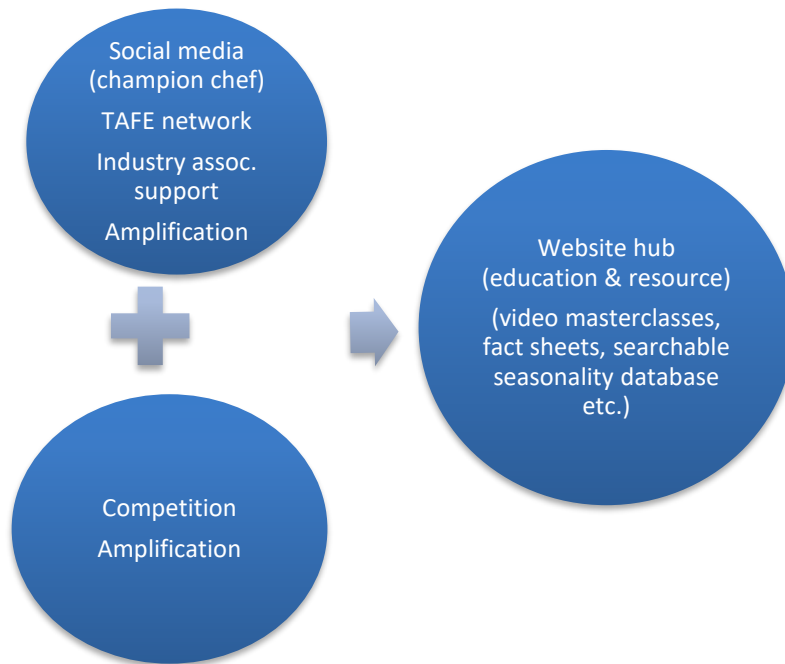 Social media
(champion chef)
TAFE network
Industry assoc.
support
Amplification
Website hub
(education & resource)
(video masterclasses,
fact sheets, searchable
seasonality database
etc.)
Competition
Amplification